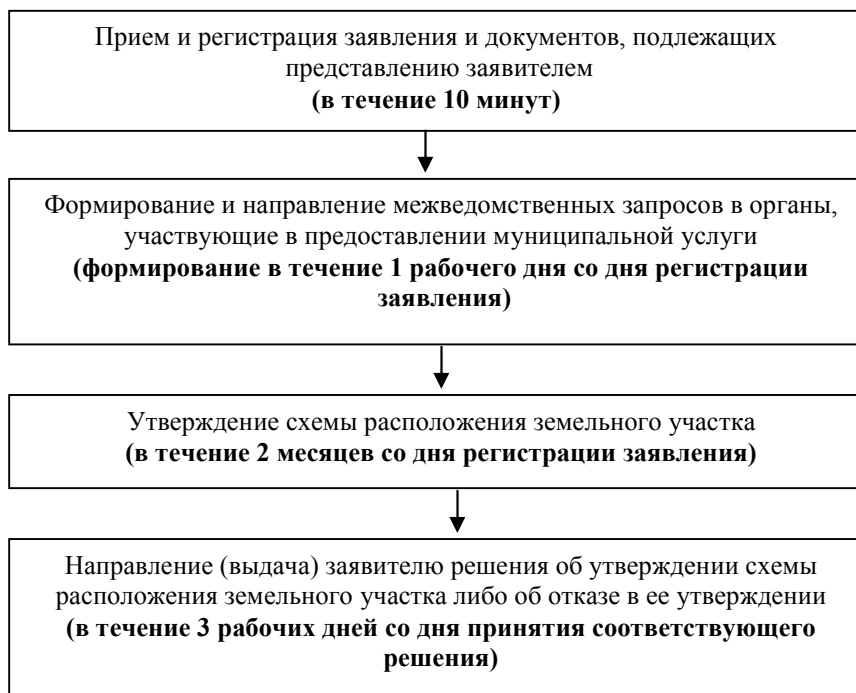 Прием и регистрация заявления и документов, подлежащих
представлению заявителем
(в течение 10 минут)
Формирование и направление межведомственных запросов в органы,
участвующие в предоставлении муниципальной услуги
(формирование в течение 1 рабочего дня со дня регистрации
заявления)
Утверждение схемы расположения земельного участка
(в течение 2 месяцев со дня регистрации заявления)
Направление (выдача) заявителю решения об утверждении схемы
расположения земельного участка либо об отказе в ее утверждении
(в течение 3 рабочих дней со дня принятия соответствующего
решения)